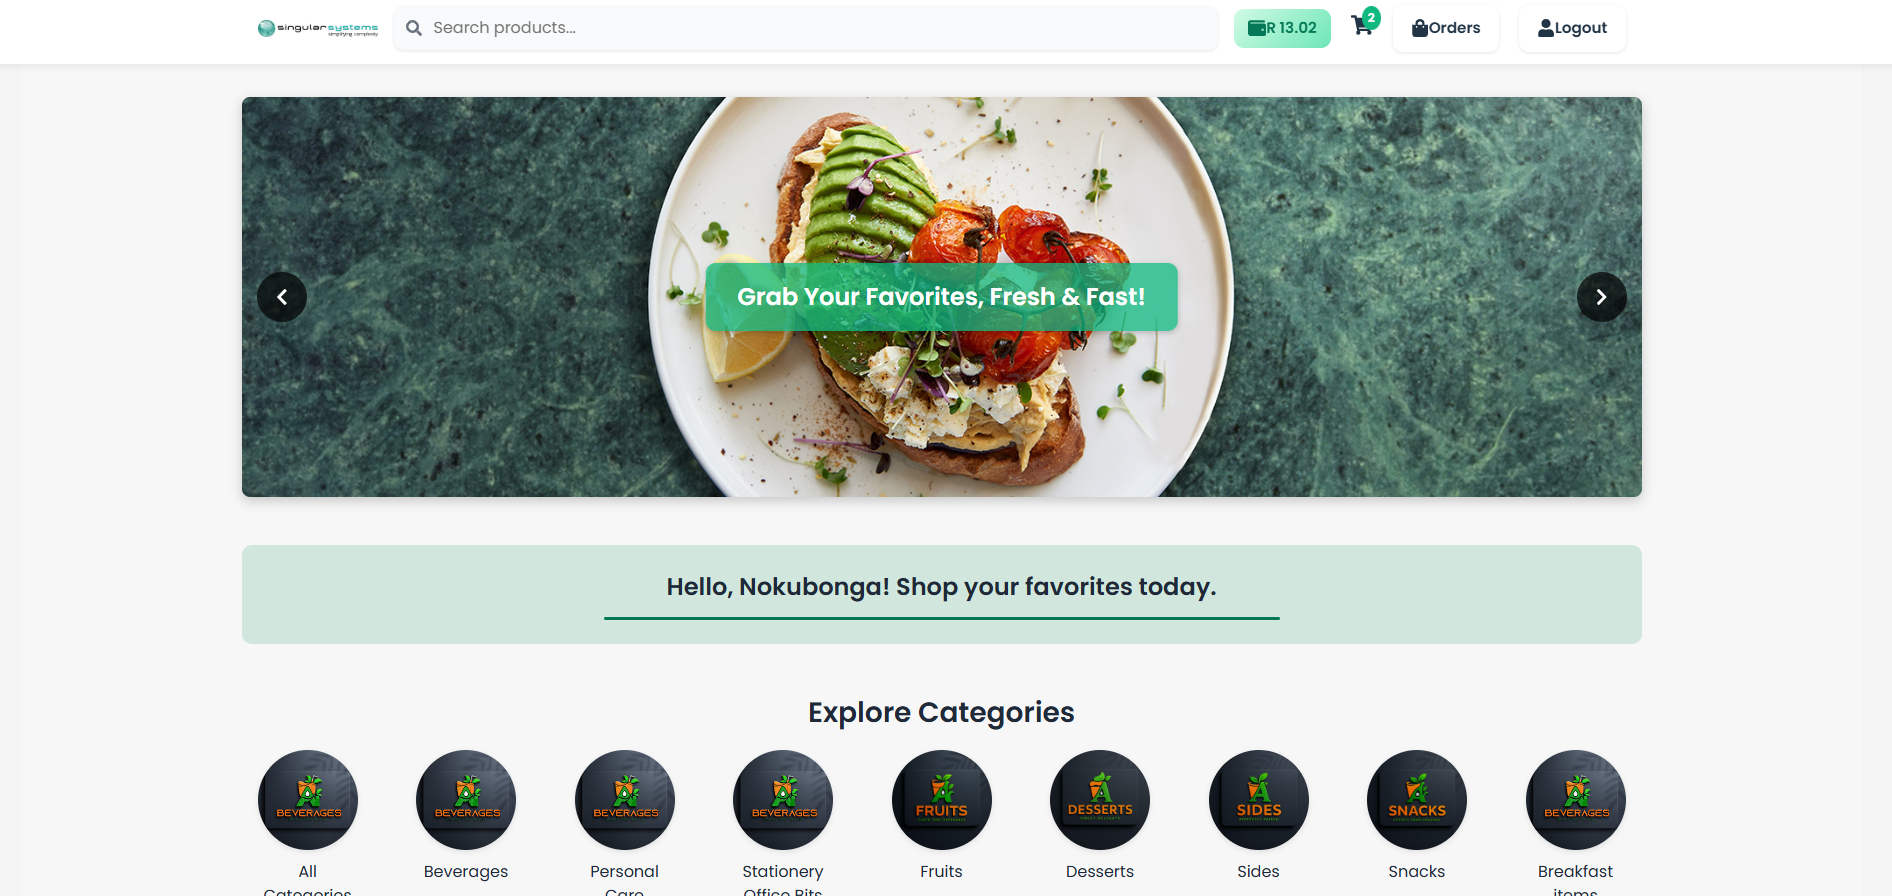 singularsystems
simplifying complexity
Search products...
R 13.02
2
Orders
Logout
Grab Your Favorites, Fresh & Fast!
Hello, Nokubonga! Shop your favorites today.
Explore Categories
BEVERAGES
BEVERAGES
BEVERAGES
BEVERAGES
FRUITS
DESSERTS
SIDES
SNACKS
BEVERAGES
All
Categories
Beverages
Personal
Care
Stationery
Office Bits
Fruits
Desserts
Sides
Snacks
Breakfast
items